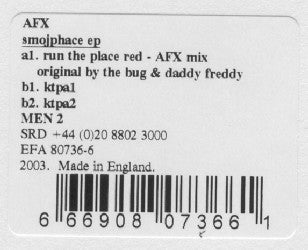 AFX
smojphace ep
a1. run the place red - AFX mix
original by the bug & daddy freddy
b1. ktpa1
b2. ktpa2
MEN 2
SRD +44 (0)20 8802 3000
EFA 80736-6
2003. Made in England.
6 66908 07366 1